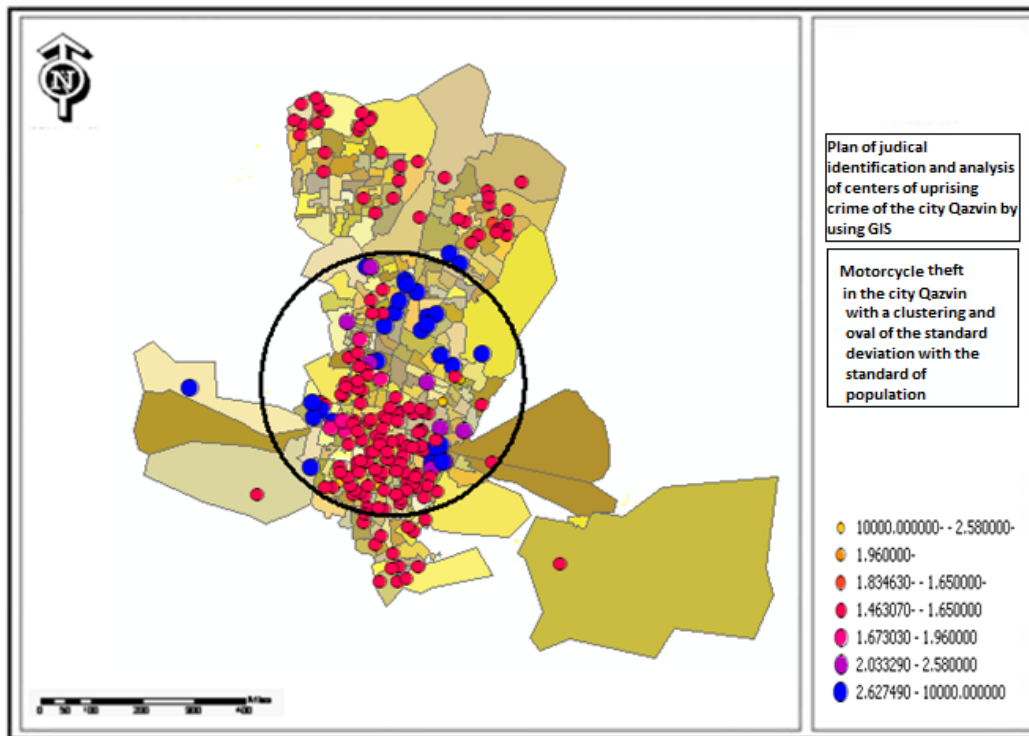 N
Plan of judical
identification and analysis
of centers of uprising
crime of the city Qazvin by
using GIS
Motorcycle theft
in the city Qazvin
with a clustering and
oval of the standard
deviation with the
standard of
population
10000.000000- - 2.580000-
1.960000-
1.834630- - 1.650000-
1.463070- - 1.650000
1.673030 - 1.960000
2.033290 - 2.580000
2.627490 - 10000.000000
0 50 100 200 300 400